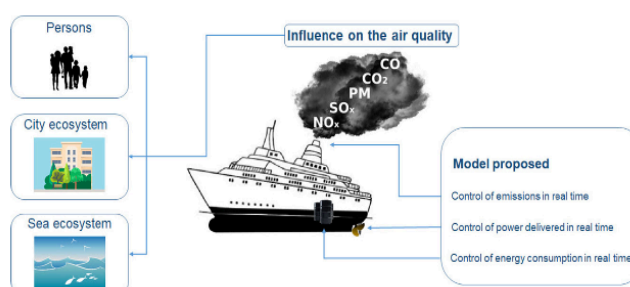 Persons
Influence on the air quality
CO
CO₂
PM
SOₓ
NOₓ
City ecosystem
Sea ecosystem
Model proposed
Control of emissions in real time
Control of power delivered in real time
Control of energy consumption in real time